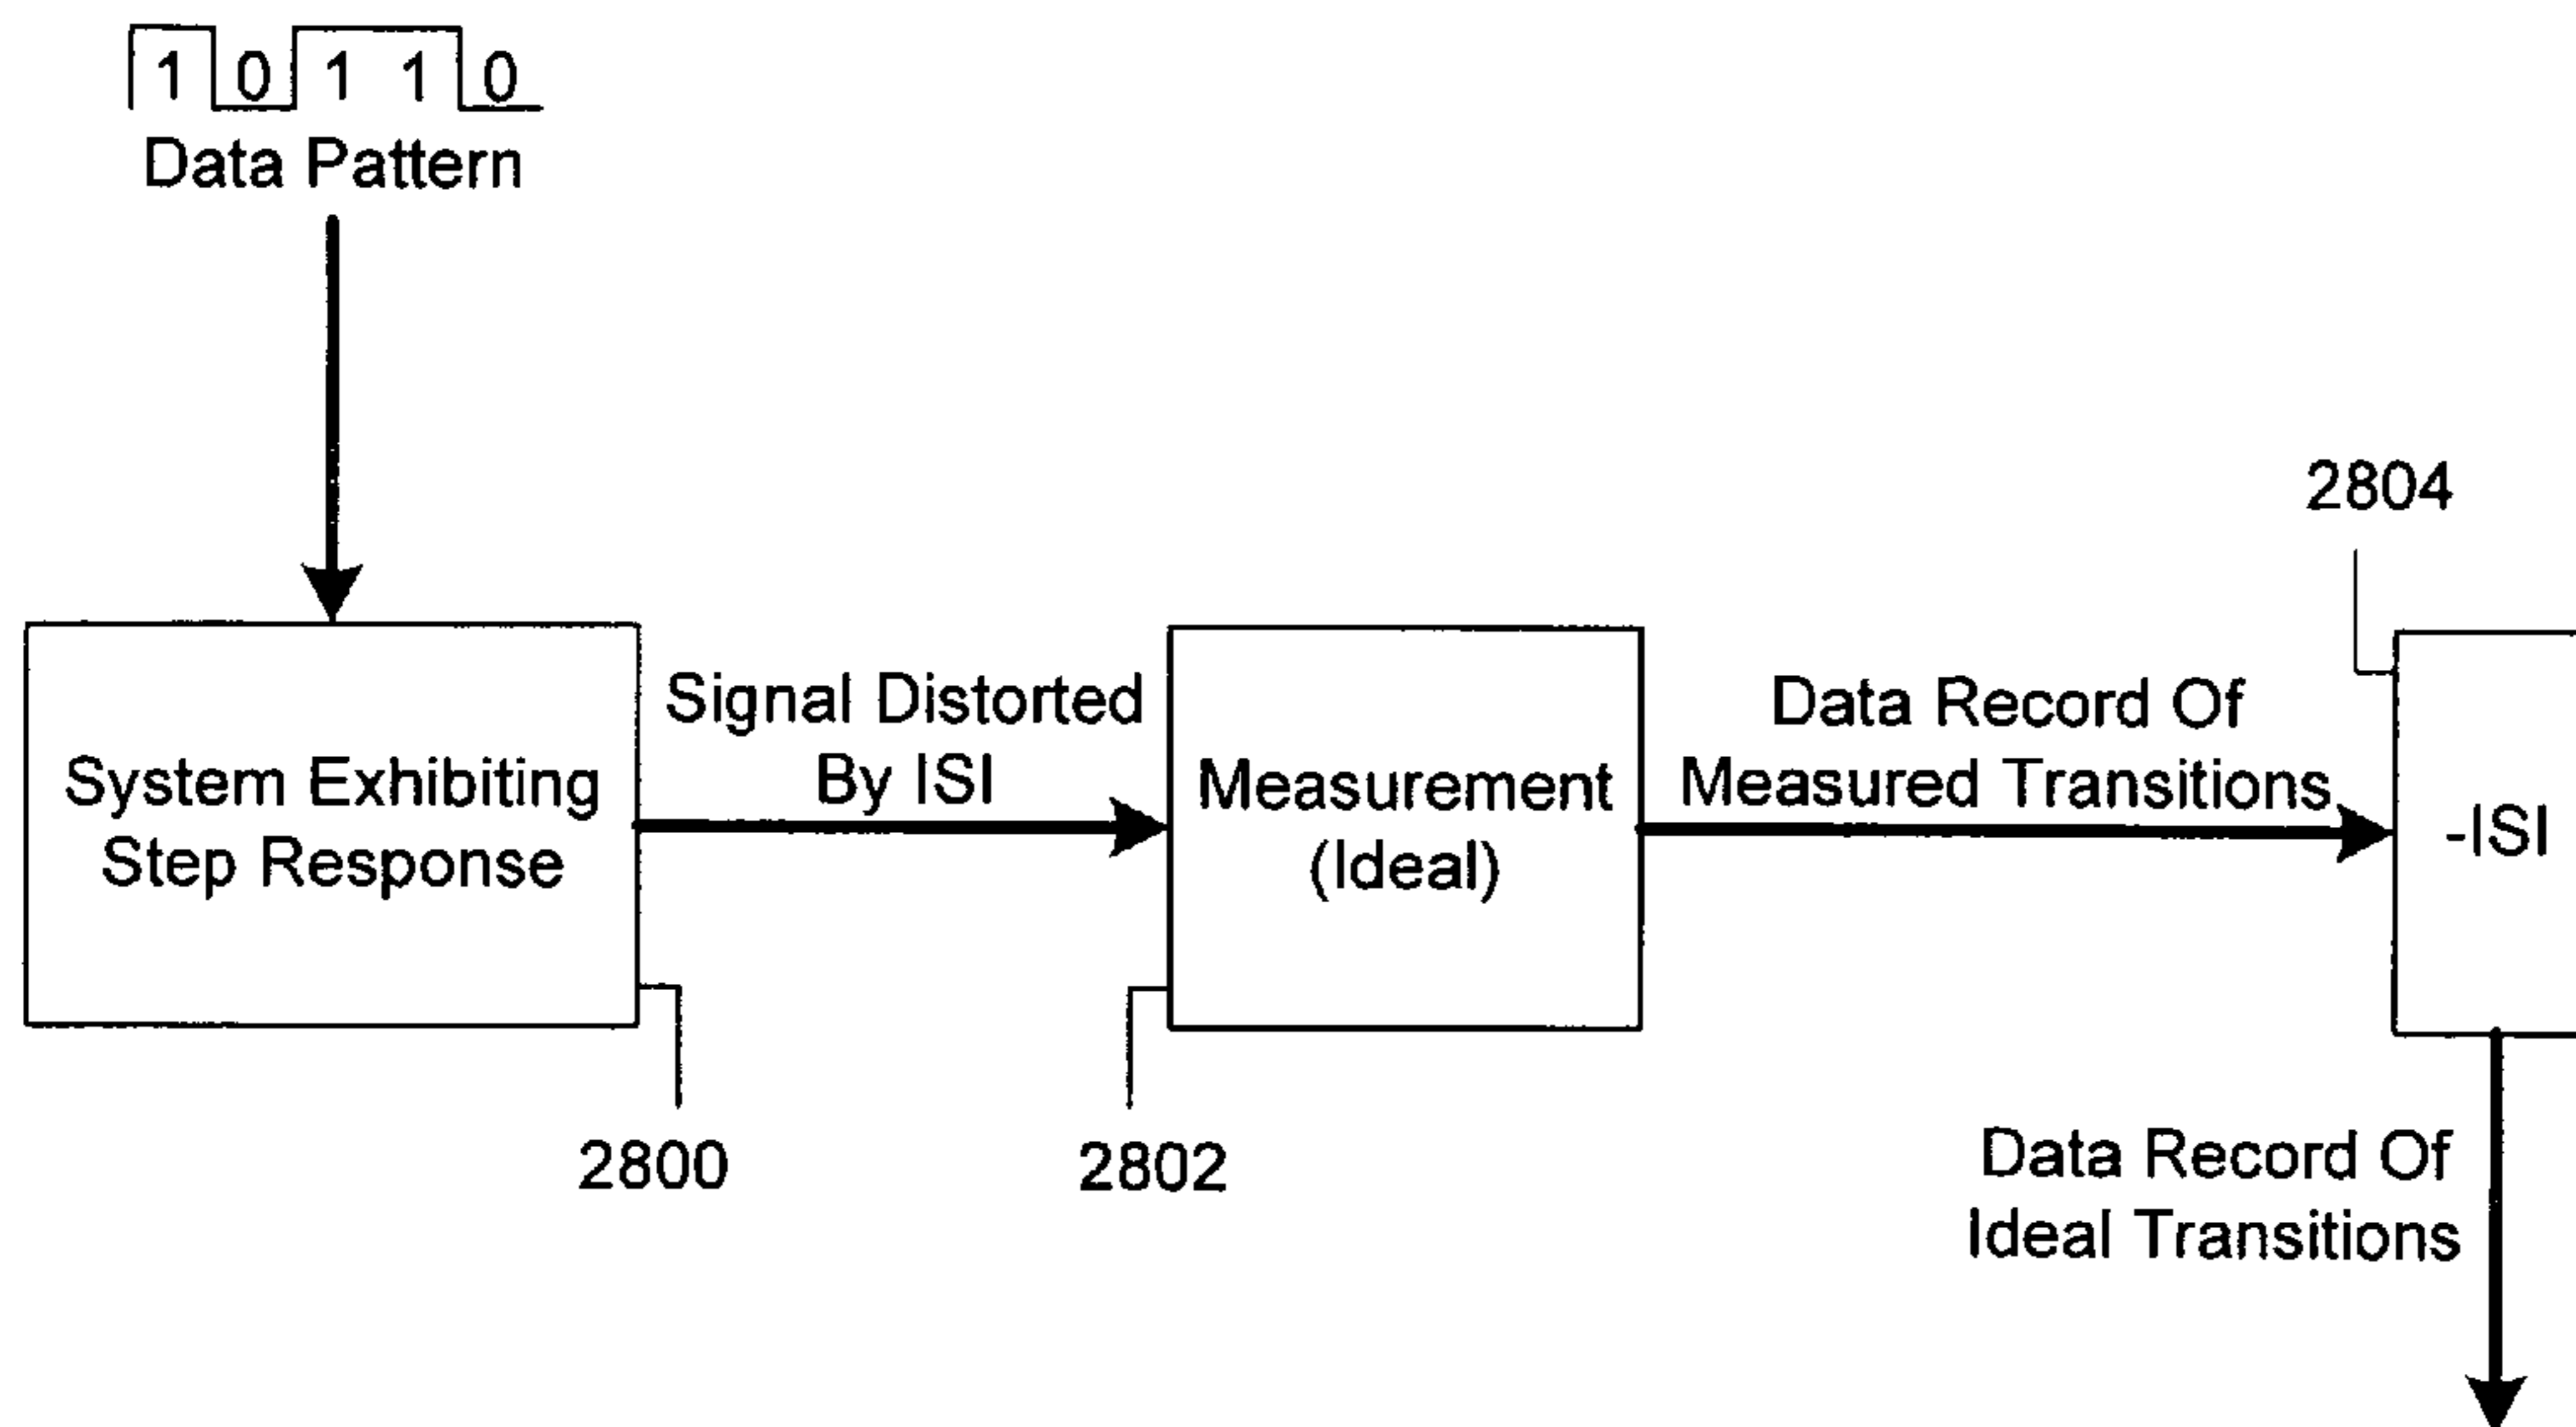 1 0 1 1 0
Data Pattern
2804
System Exhibiting
Step Response
Signal Distorted
By ISI
Measurement
(Ideal)
Data Record Of
Measured Transitions
-ISI
2800
2802
Data Record Of
Ideal Transitions